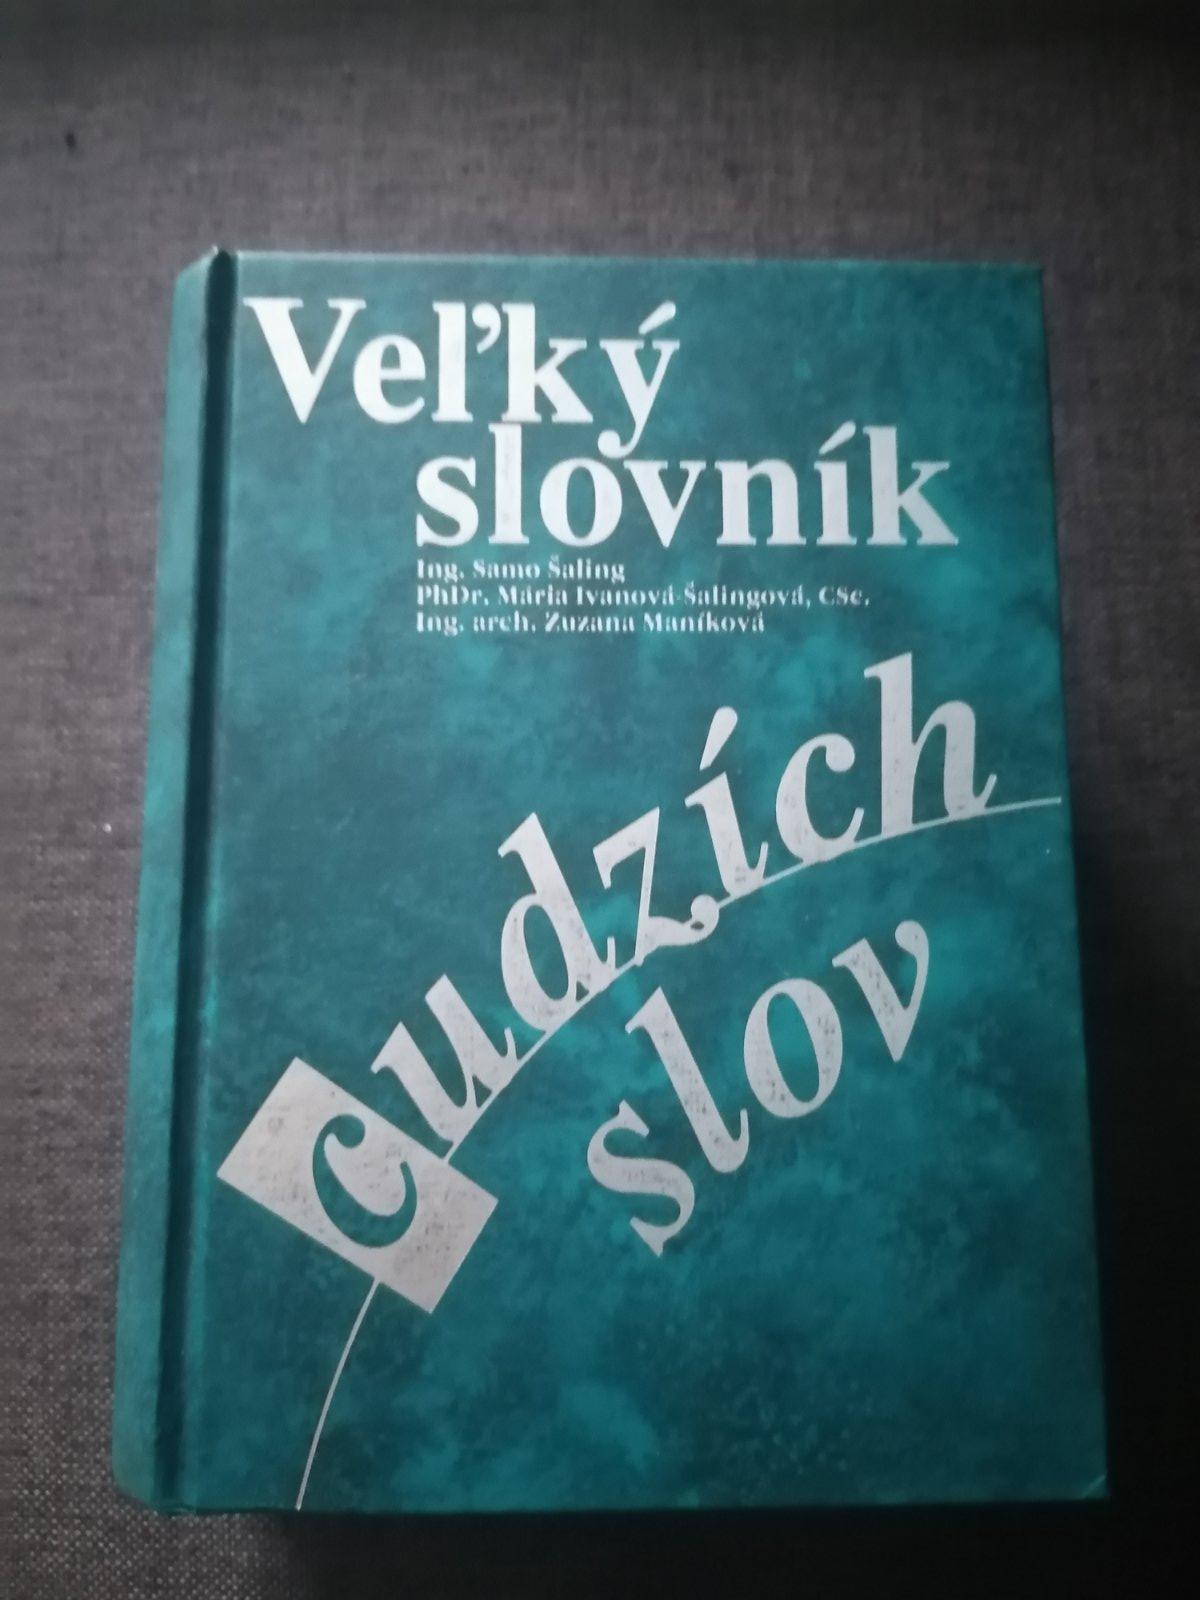 Veľký
slovník
Ing. Samo Šaling
PhDr. Mária Ivanová-Šalingová, CSc.
Ing. arch. Zuzana Maníková
cudzích
slov